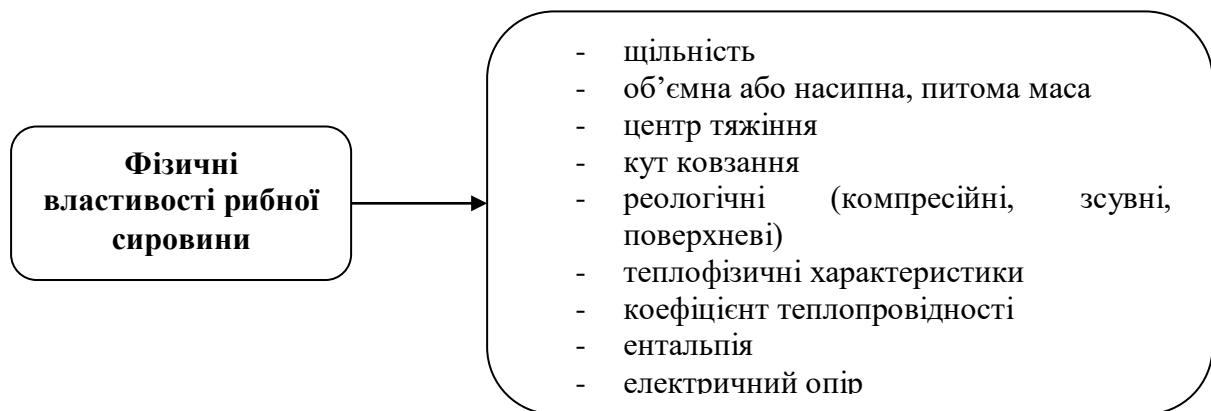 Фізичні
властивості рибної
сировини
- щільність
- об’ємна або насипна, питома маса
- центр тяжіння
- кут ковзання
- реологічні (компресійні, зсувні,
поверхневі)
- теплофізичні характеристики
- коефіцієнт теплопровідності
- ентальпія
- електричний опір